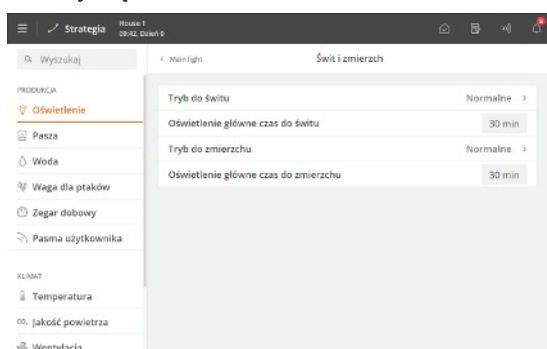 Strategia
House 1
09:42, Dzień 0
Wyszukaj
< Main light
Świt i zmierzch
PRODUKCJA
Oświetlenie
Pasza
Woda
Waga dla ptaków
Zegar dobowy
Pasma użytkownika
KLIMAT
Temperatura
CO₂ Jakość powietrza
Wentylacja
Tryb do świtu Normalne >
Oświetlenie główne czas do świtu 30 min
Tryb do zmierzchu Normalne >
Oświetlenie główne czas do zmierzchu 30 min